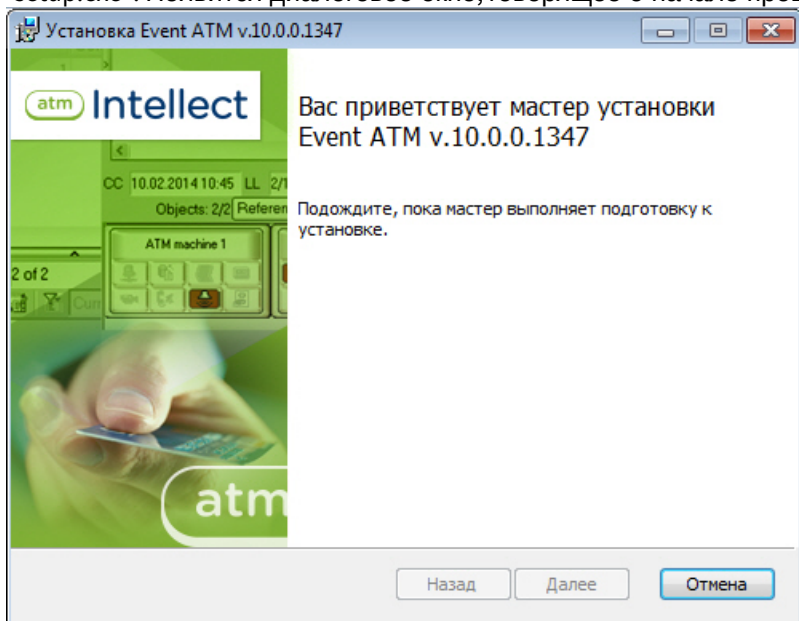 Установка Event ATM v.10.0.0.1347
atm Intellect
Вас приветствует мастер установки
Event ATM v.10.0.0.1347
CC 10.02.2014 10:45 LL
Objects: 2/2
Подождите, пока мастер выполняет подготовку к
установке.
ATM machine 1
2 of 2
atm
Назад Далее Отмена